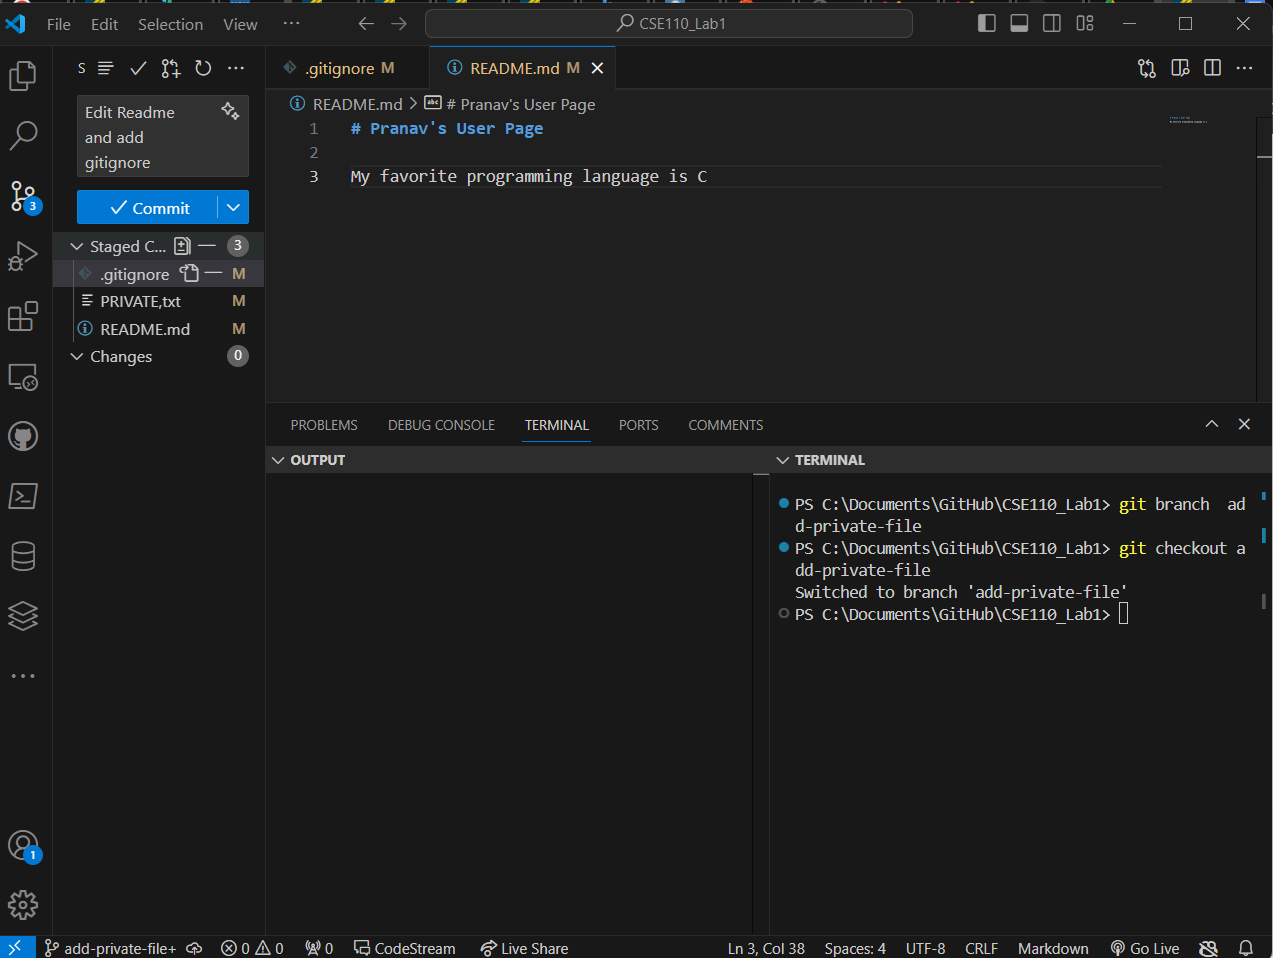 File Edit Selection View ··· CSE110_Lab1
S
.gitignore M README.md M
README.md > # Pranav's User Page
Edit Readme
and add
gitignore
3
Commit
Staged C... 3
.gitignore M
PRIVATE,txt M
README.md M
Changes 0
1 # Pranav's User Page
2
3 My favorite programming language is C
PROBLEMS DEBUG CONSOLE TERMINAL PORTS COMMENTS
OUTPUT
TERMINAL
PS C:\Documents\GitHub\CSE110_Lab1> git branch  ad
d-private-file
PS C:\Documents\GitHub\CSE110_Lab1> git checkout a
dd-private-file
Switched to branch 'add-private-file'
PS C:\Documents\GitHub\CSE110_Lab1>
1
add-private-file+ 0 0 0 CodeStream Live Share Ln 3, Col 38 Spaces: 4 UTF-8 CRLF Markdown Go Live